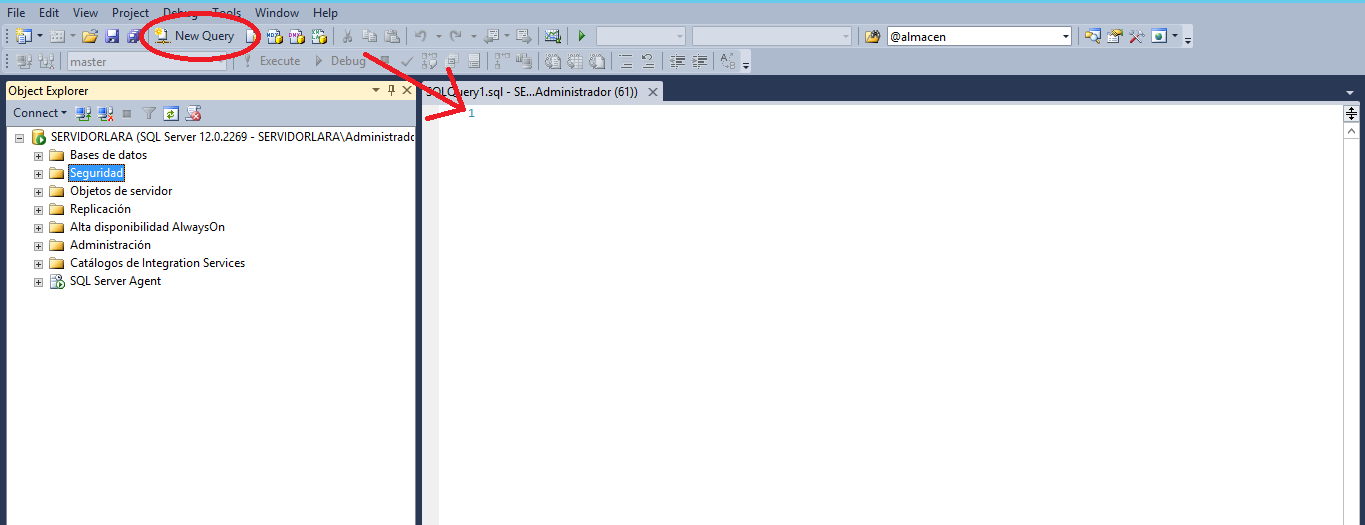 File Edit View Project Debug Tools Window Help
New Query @almacen
master Execute Debug
Object Explorer
SQLQuery1.sql - SE...Administrador (61))
Connect
1
SERVIDORLARA (SQL Server 12.0.2269 - SERVIDORLARA\Administrado
Bases de datos
Seguridad
Objetos de servidor
Replicación
Alta disponibilidad AlwaysOn
Administración
Catálogos de Integration Services
SQL Server Agent